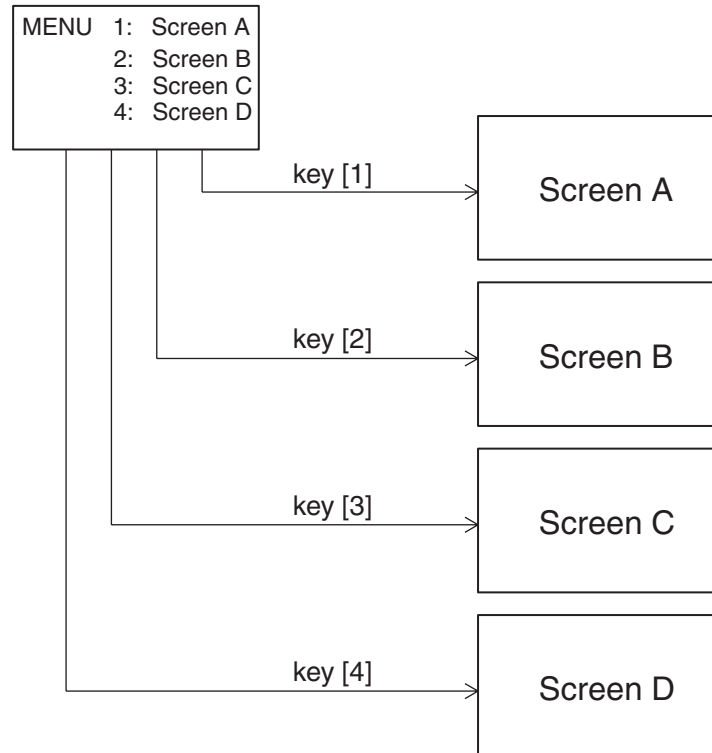 MENU 1: Screen A
2: Screen B
3: Screen C
4: Screen D
key [1]
Screen A
key [2]
Screen B
key [3]
Screen C
key [4]
Screen D